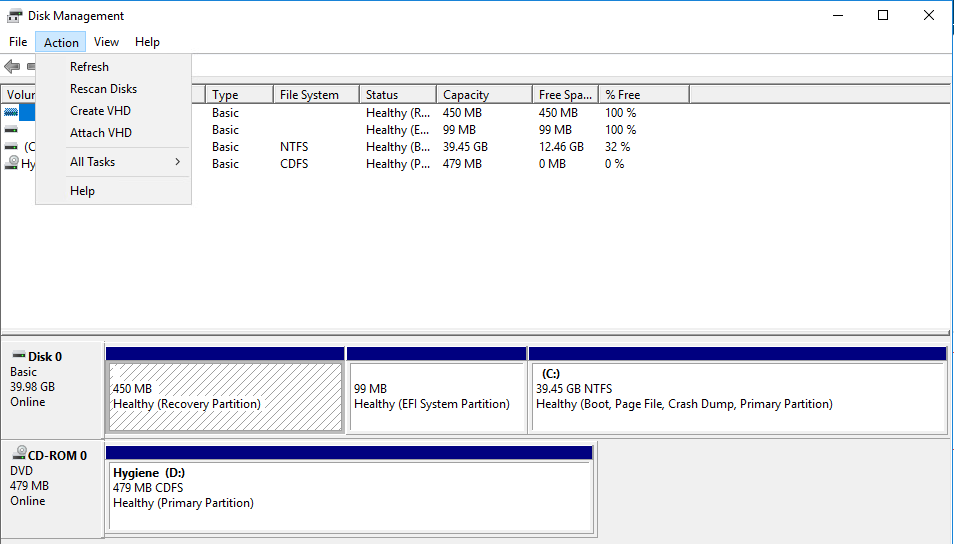 Disk Management
File Action View Help
Refresh
Rescan Disks
Create VHD
Attach VHD
All Tasks
Help
Volun Type File System Status Capacity Free Spa... % Free
Basic Healthy (R... 450 MB 450 MB 100 %
Basic Healthy (E... 99 MB 99 MB 100 %
(C Basic NTFS Healthy (B... 39.45 GB 12.46 GB 32 %
Hy Basic CDFS Healthy (P... 479 MB 0 MB 0 %
Disk 0
Basic
39.98 GB
Online
450 MB
Healthy (Recovery Partition)
99 MB
Healthy (EFI System Partition)
(C:)
39.45 GB NTFS
Healthy (Boot, Page File, Crash Dump, Primary Partition)
CD-ROM 0
DVD
479 MB
Online
Hygiene (D:)
479 MB CDFS
Healthy (Primary Partition)